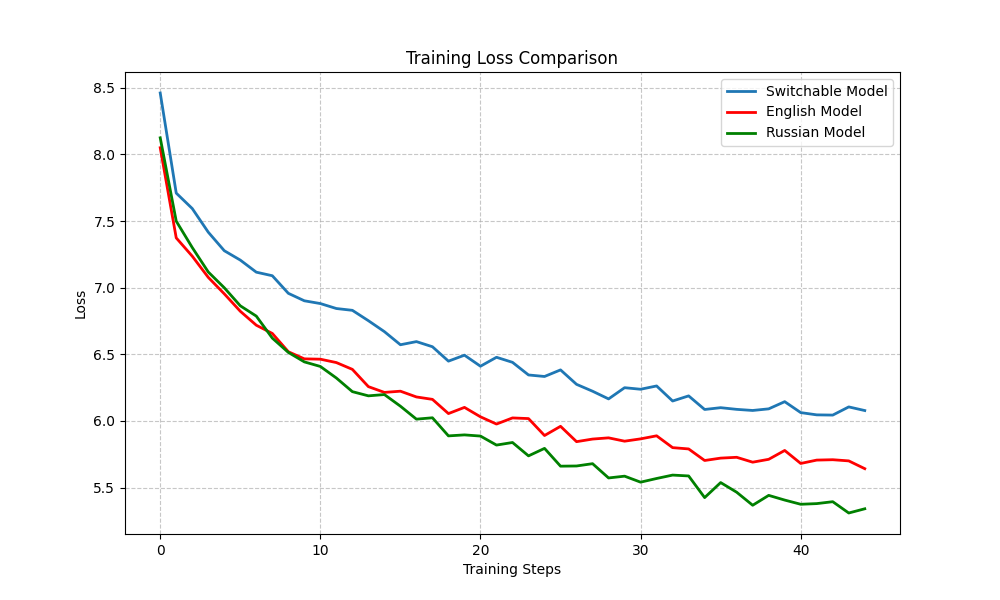 Training Loss Comparison
Switchable Model
English Model
Russian Model
8.5
8.0
7.5
7.0
6.5
6.0
5.5
Loss
0 10 20 30 40
Training Steps